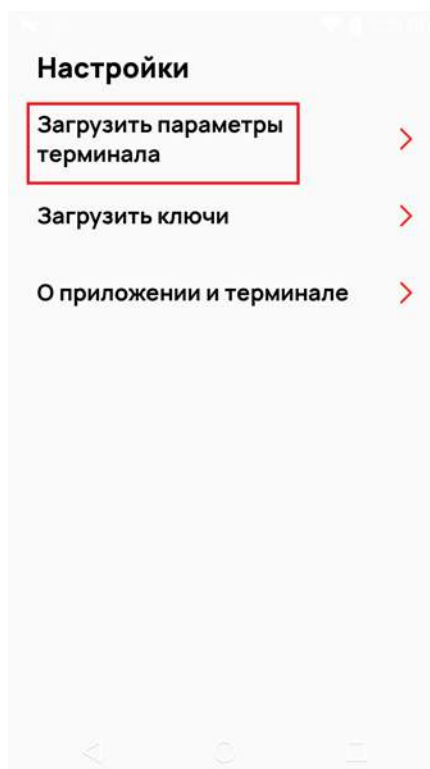 Настройки
Загрузить параметры
терминала
Загрузить ключи
О приложении и терминале